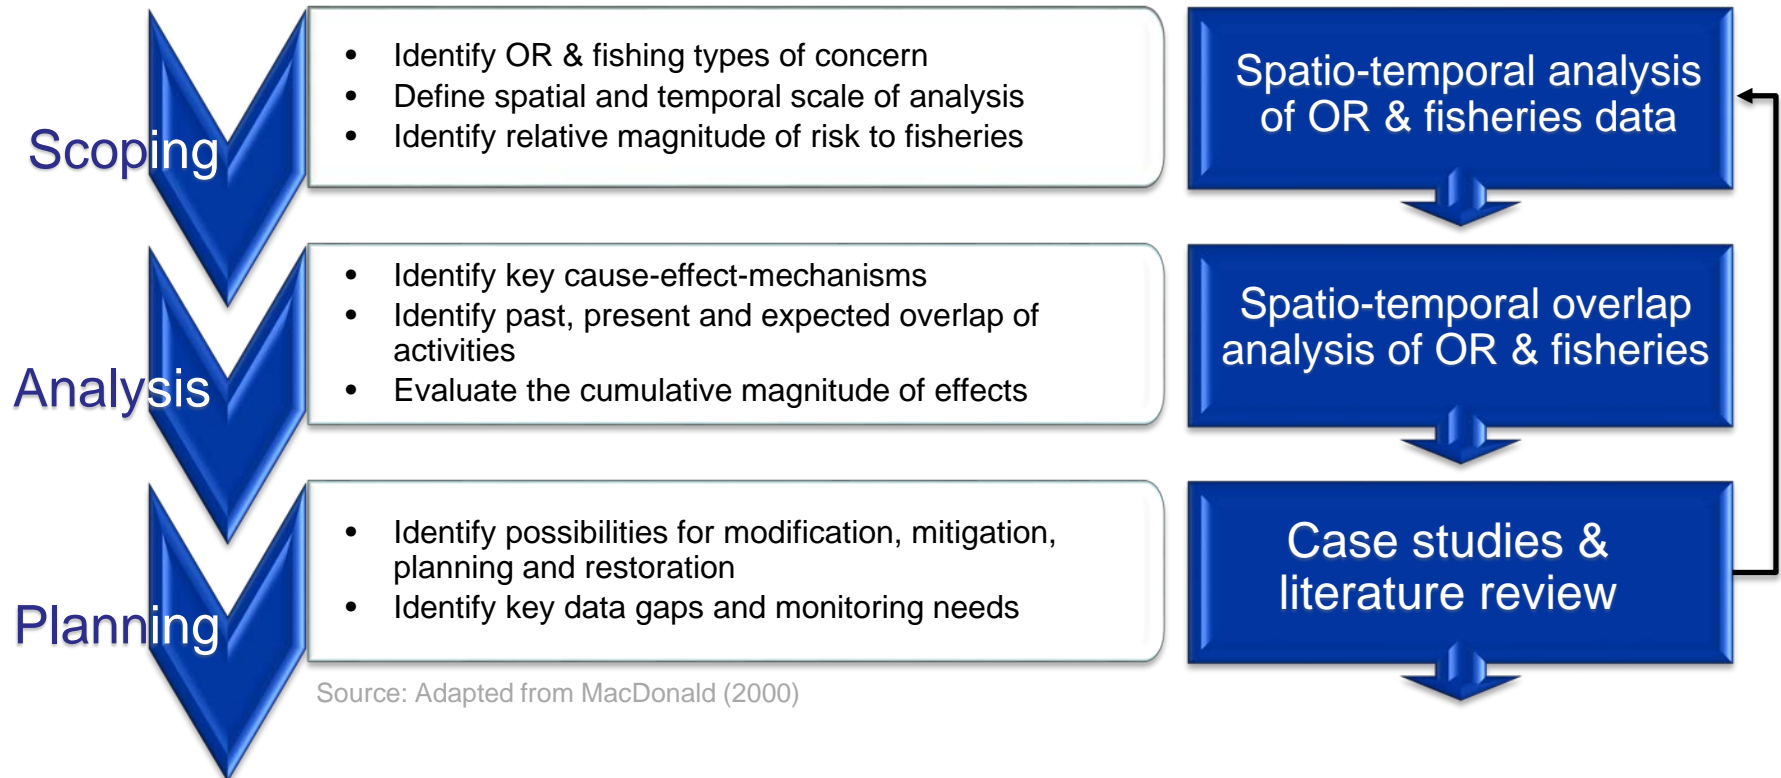 Scoping
• Identify OR & fishing types of concern
• Define spatial and temporal scale of analysis
• Identify relative magnitude of risk to fisheries
Spatio-temporal analysis
of OR & fisheries data
Analysis
• Identify key cause-effect-mechanisms
• Identify past, present and expected overlap of
activities
• Evaluate the cumulative magnitude of effects
Spatio-temporal overlap
analysis of OR & fisheries
Planning
• Identify possibilities for modification, mitigation,
planning and restoration
• Identify key data gaps and monitoring needs
Case studies &
literature review
Source: Adapted from MacDonald (2000)